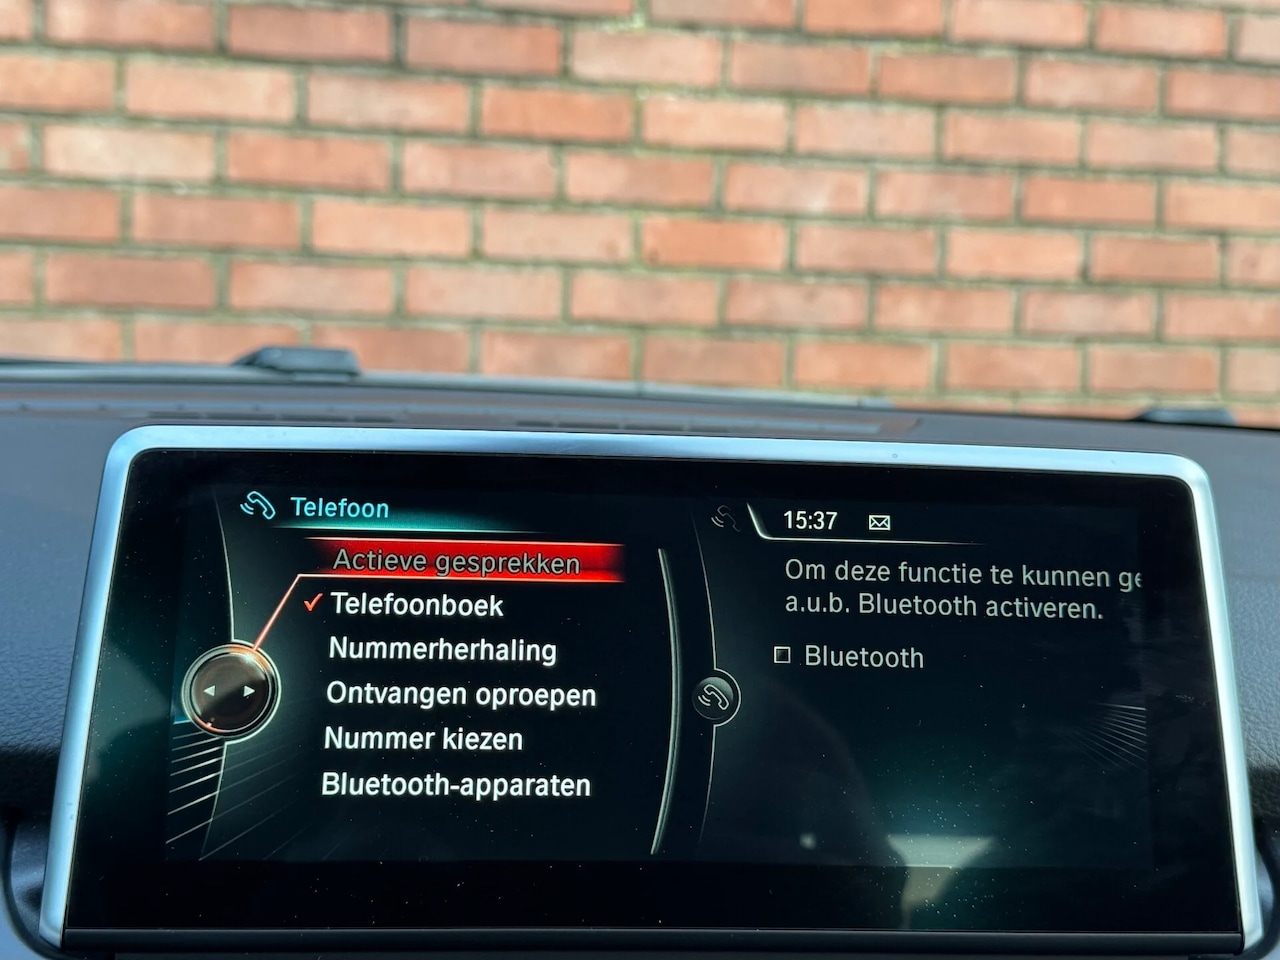 Telefoon
Actieve gesprekken
Telefoonboek
Nummerherhaling
Ontvangen oproepen
Nummer kiezen
Bluetooth-apparaten
15:37
Om deze functie te kunnen ge
a.u.b. Bluetooth activeren.
Bluetooth